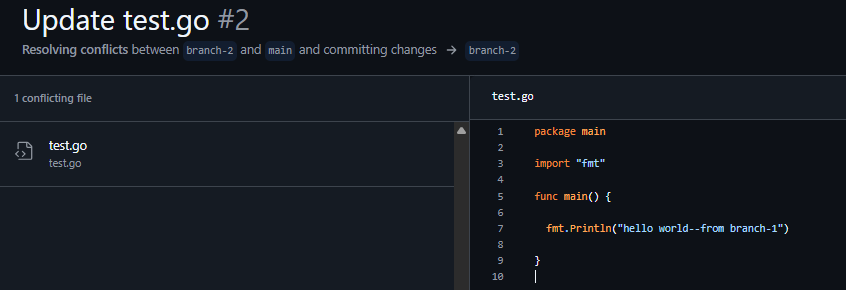 Update test.go #2
Resolving conflicts between branch-2 and main and committing changes → branch-2
1 conflicting file
test.go
test.go
test.go
1 package main
2
3 import "fmt"
4
5 func main() {
6
7   fmt.Println("hello world--from branch-1")
8
9 }
10